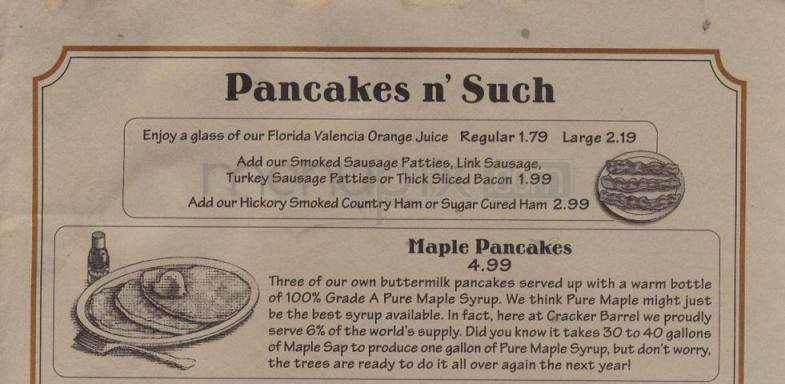 Pancakes n' Such
Enjoy a glass of our Florida Valencia Orange Juice Regular 1.79 Large 2.19
Add our Smoked Sausage Patties, Link Sausage,
Turkey Sausage Patties or Thick Sliced Bacon 1.99
Add our Hickory Smoked Country Ham or Sugar Cured Ham 2.99
Maple Pancakes
4.99
Three of our own buttermilk pancakes served up with a warm bottle
of 100% Grade A Pure Maple Syrup. We think Pure Maple might just
be the best syrup available. In fact, here at Cracker Barrel we proudly
serve 6% of the world's supply. Did you know it takes 30 to 40 gallons
of Maple Sap to produce one gallon of Pure Maple Syrup, but don't worry,
the trees are ready to do it all over again the next year!